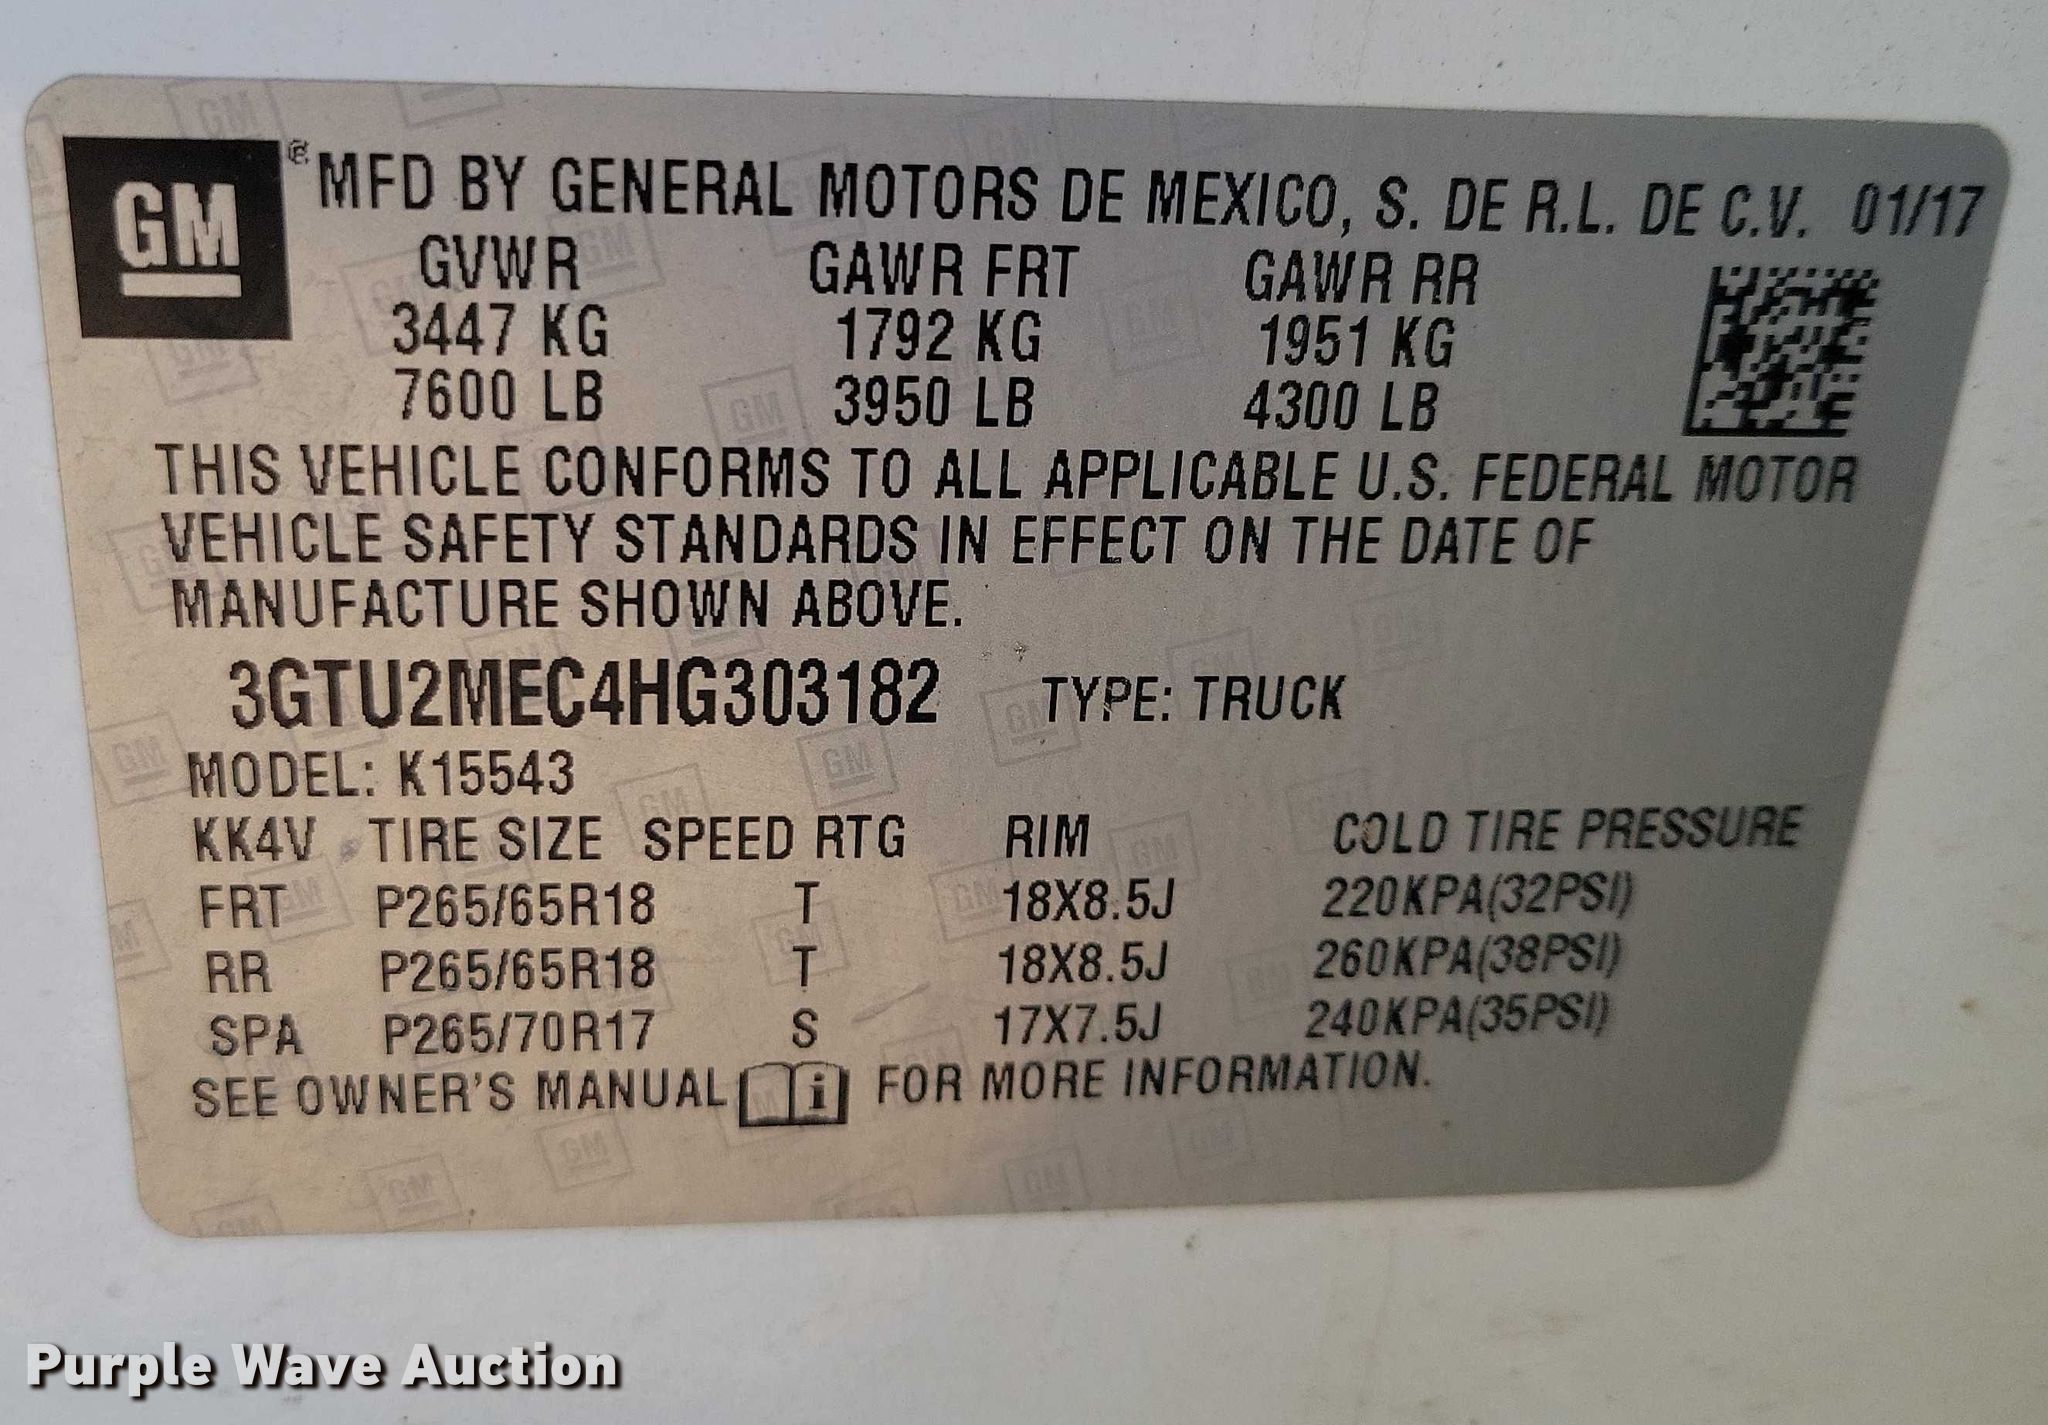 GM ® MFD BY GENERAL MOTORS DE MEXICO, S. DE R.L. DE C.V. 01/17
GVWR GAWR FRT GAWR RR
3447 KG 1792 KG 1951 KG
7600 LB 3950 LB 4300 LB
THIS VEHICLE CONFORMS TO ALL APPLICABLE U.S. FEDERAL MOTOR
VEHICLE SAFETY STANDARDS IN EFFECT ON THE DATE OF
MANUFACTURE SHOWN ABOVE.
3GTU2MEC4HG303182 TYPE: TRUCK
MODEL: K15543
KK4V TIRE SIZE SPEED RTG RIM COLD TIRE PRESSURE
FRT P265/65R18 T 18X8.5J 220KPA(32PSI)
RR P265/65R18 T 18X8.5J 260KPA(38PSI)
SPA P265/70R17 S 17X7.5J 240KPA(35PSI)
SEE OWNER'S MANUAL i FOR MORE INFORMATION.
Purple Wave Auction